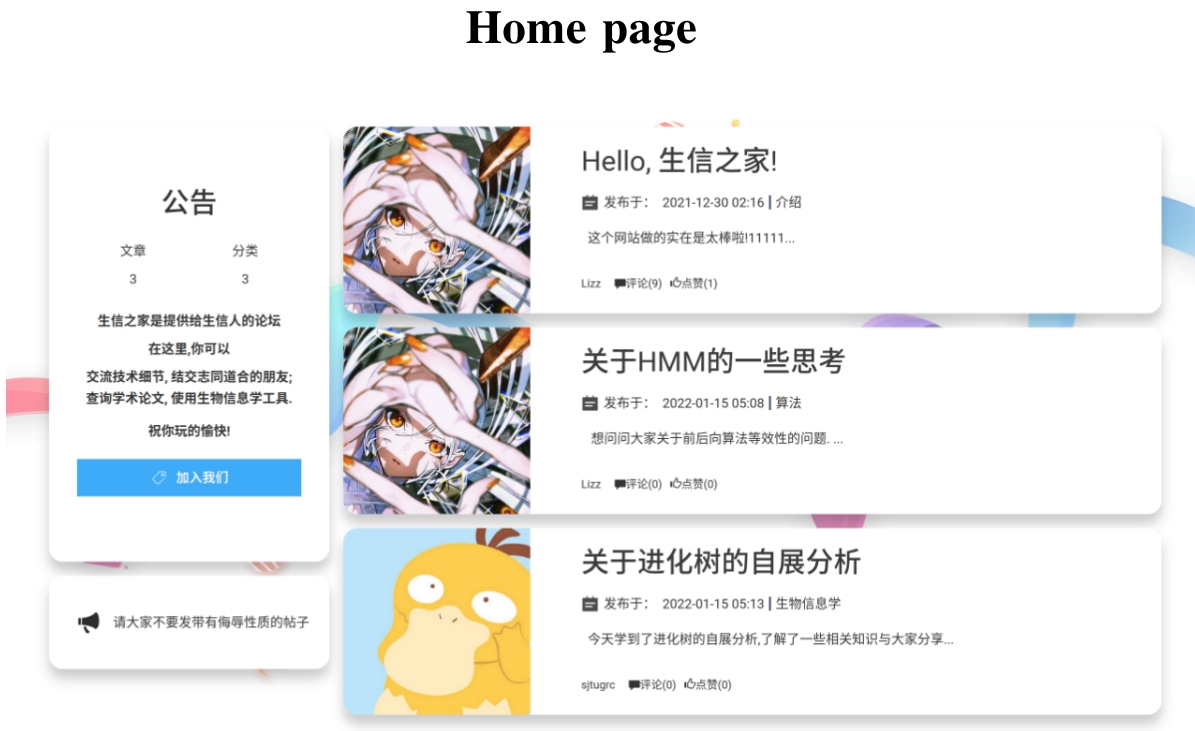 Home page
公告
文章 分类
3 3
生信之家是提供给生信人的论坛
在这里,你可以
交流技术细节, 结交志同道合的朋友;
查询学术论文, 使用生物信息学工具.
祝你玩的愉快!
加入我们
请大家不要发带有侮辱性质的帖子
Hello, 生信之家!
发布于: 2021-12-30 02:16 | 介绍
这个网站做的实在是太棒啦!11111...
Lizz 评论(9) 点赞(1)
关于HMM的一些思考
发布于: 2022-01-15 05:08 | 算法
想问问大家关于前后向算法等效性的问题. ...
Lizz 评论(0) 点赞(0)
关于进化树的自展分析
发布于: 2022-01-15 05:13 | 生物信息学
今天学到了进化树的自展分析,了解了一些相关知识与大家分享...
sjtugrc 评论(0) 点赞(0)